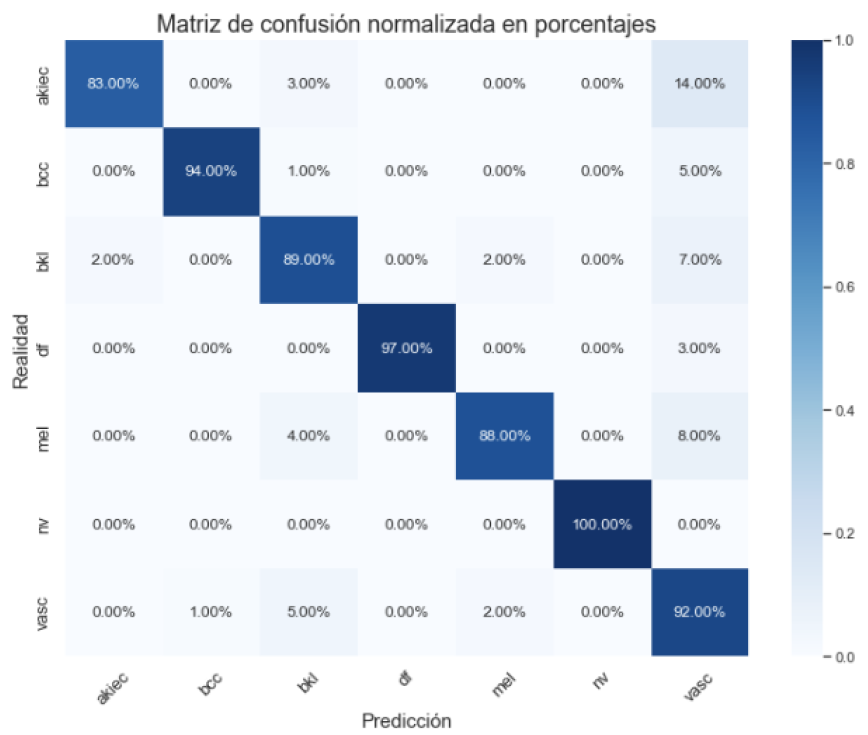 Matriz de confusión normalizada en porcentajes
akiec 83.00% 0.00% 3.00% 0.00% 0.00% 0.00% 14.00%
bcc 0.00% 94.00% 1.00% 0.00% 0.00% 0.00% 5.00%
bkl 2.00% 0.00% 89.00% 0.00% 2.00% 0.00% 7.00%
df 0.00% 0.00% 0.00% 97.00% 0.00% 0.00% 3.00%
mel 0.00% 0.00% 4.00% 0.00% 88.00% 0.00% 8.00%
nv 0.00% 0.00% 0.00% 0.00% 0.00% 100.00% 0.00%
vasc 0.00% 1.00% 5.00% 0.00% 2.00% 0.00% 92.00%
Realidad
akiec bcc bkl df mel nv vasc
Predicción
1.0
0.8
0.6
0.4
0.2
0.0